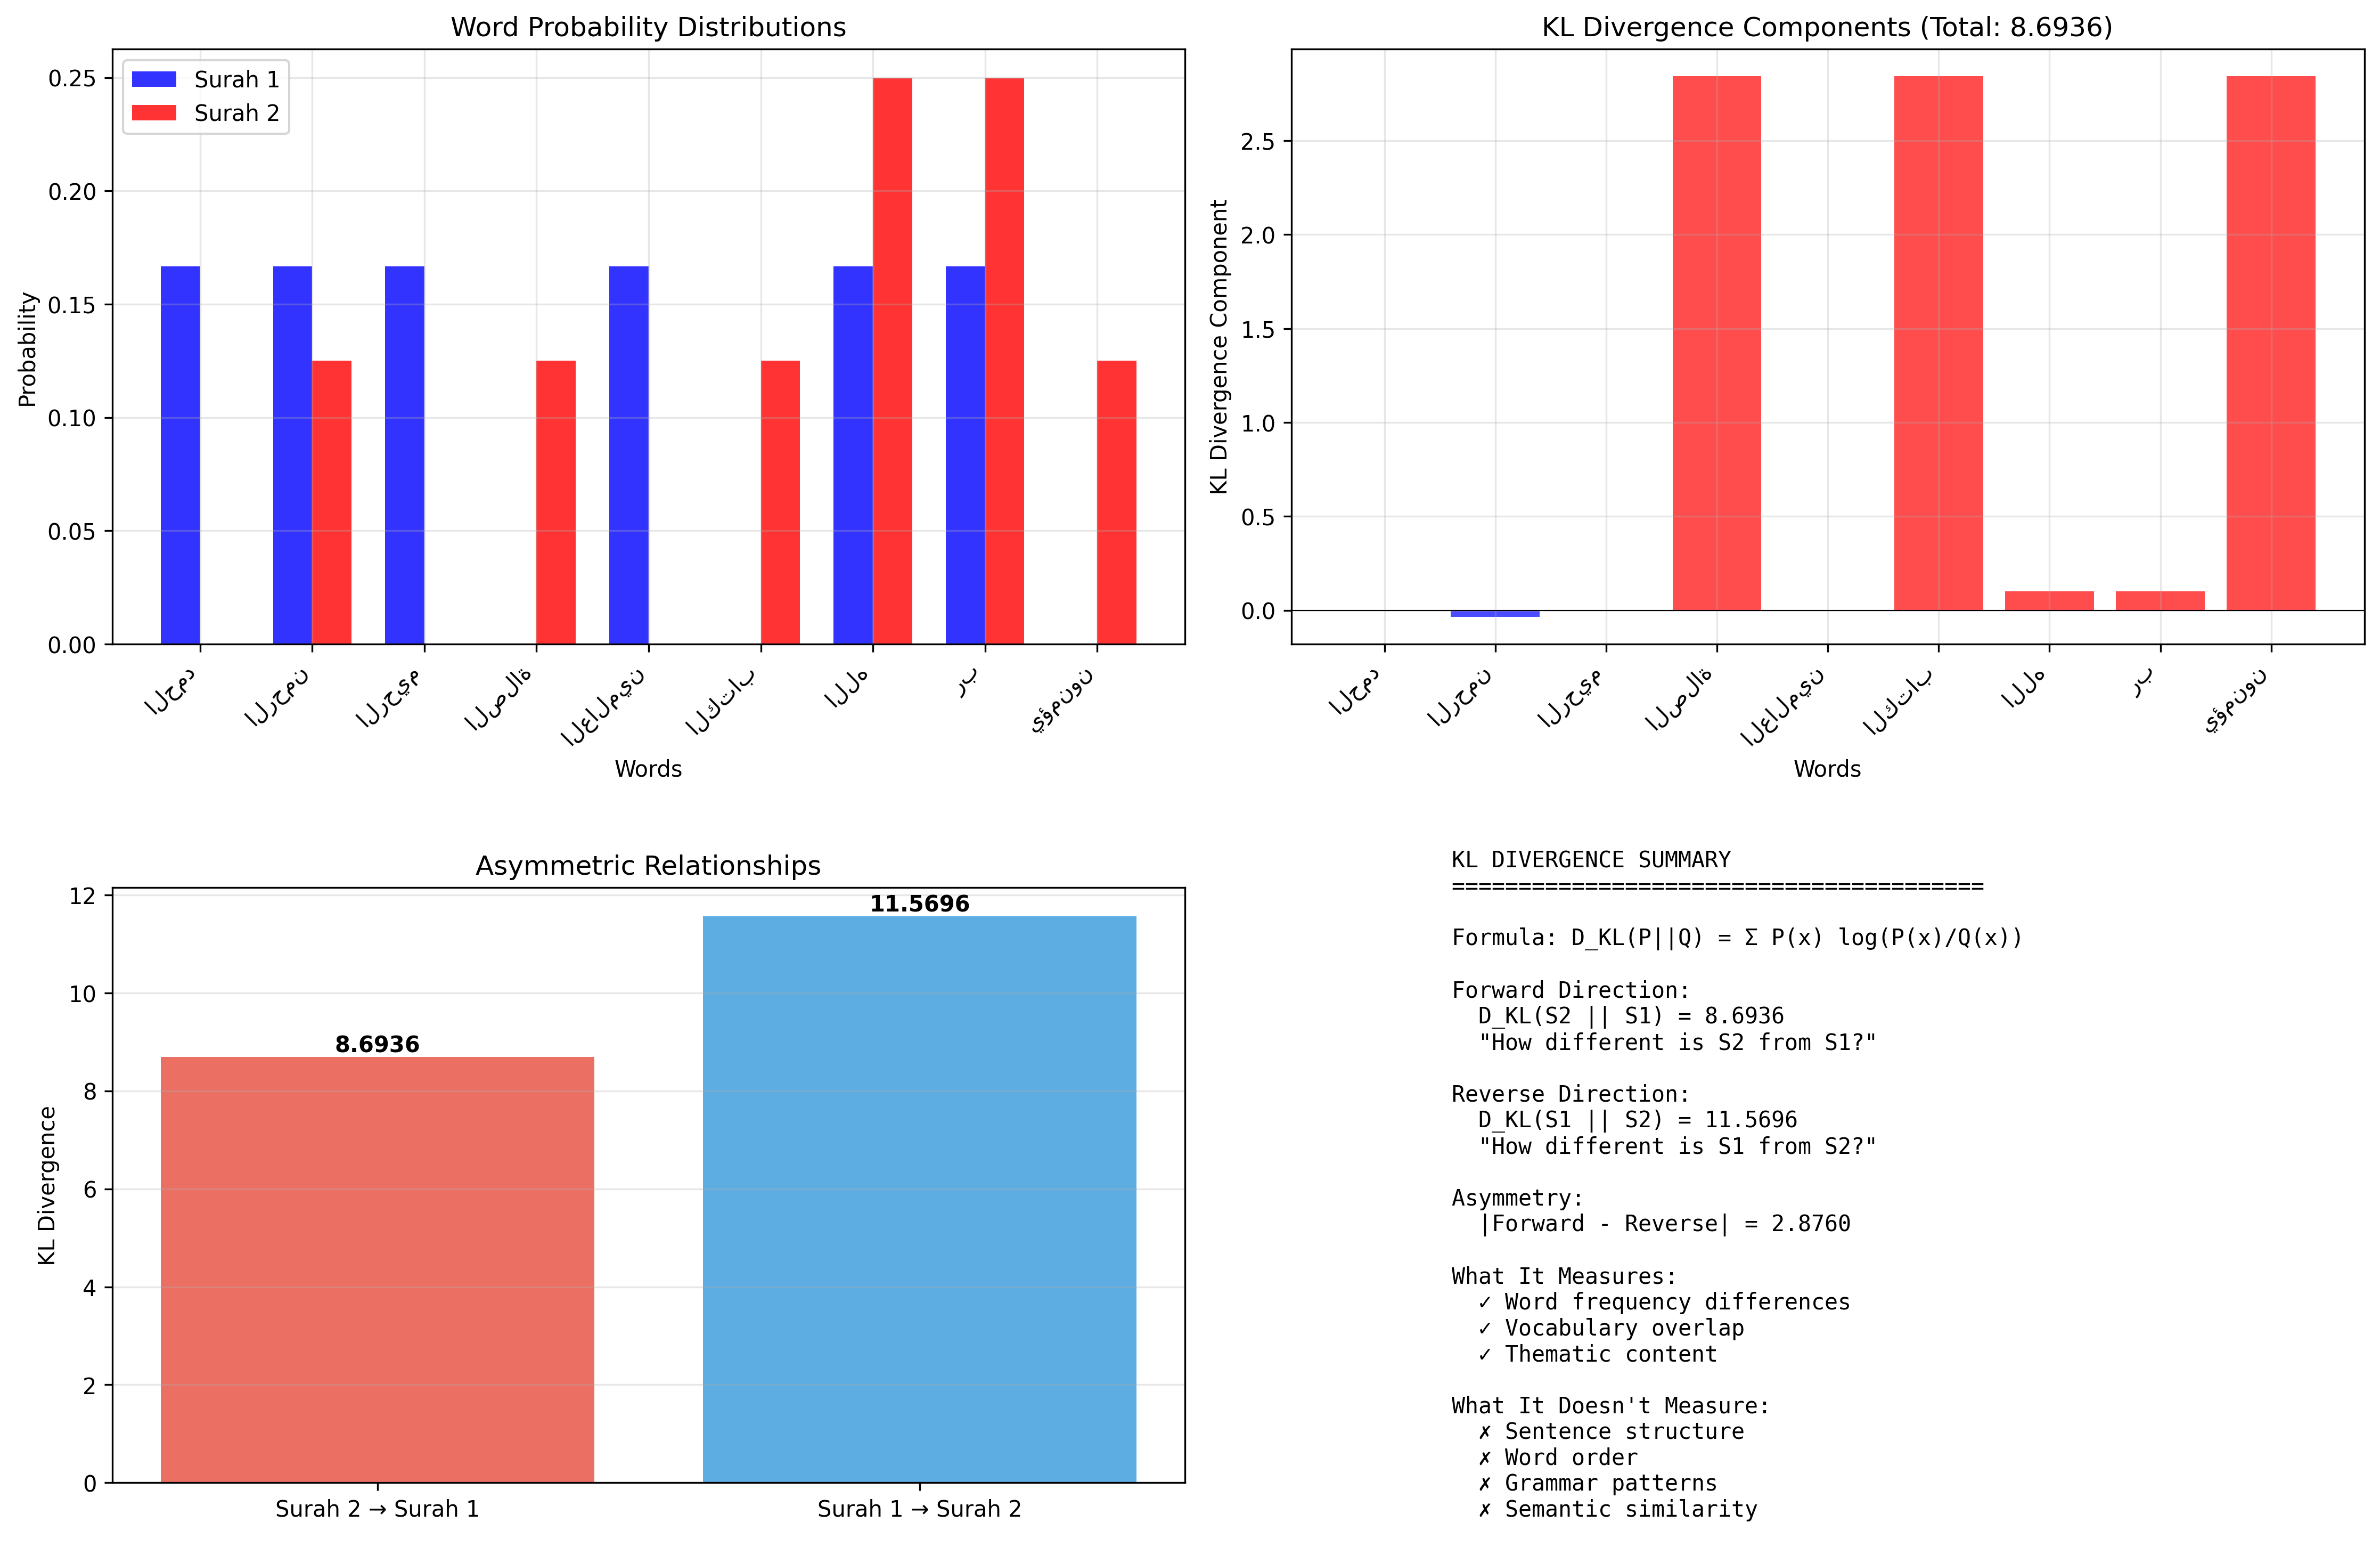 Word Probability Distributions
Surah 1
Surah 2
Probability
0.25
0.20
0.15
0.10
0.05
0.00
الحمد
الرحمن
الرحيم
الصلاة
العالمين
الكتاب
الله
رب
يؤمنون
Words
KL Divergence Components (Total: 8.6936)
KL Divergence Component
2.5
2.0
1.5
1.0
0.5
0.0
الحمد
الرحمن
الرحيم
الصلاة
العالمين
الكتاب
الله
رب
يؤمنون
Words
Asymmetric Relationships
KL Divergence
12
10
8
6
4
2
0
8.6936
11.5696
Surah 2 → Surah 1
Surah 1 → Surah 2
KL DIVERGENCE SUMMARY
========================================
Formula: D_KL(P||Q) = Σ P(x) log(P(x)/Q(x))
Forward Direction:
D_KL(S2 || S1) = 8.6936
"How different is S2 from S1?"
Reverse Direction:
D_KL(S1 || S2) = 11.5696
"How different is S1 from S2?"
Asymmetry:
|Forward - Reverse| = 2.8760
What It Measures:
✓ Word frequency differences
✓ Vocabulary overlap
✓ Thematic content
What It Doesn't Measure:
✗ Sentence structure
✗ Word order
✗ Grammar patterns
✗ Semantic similarity